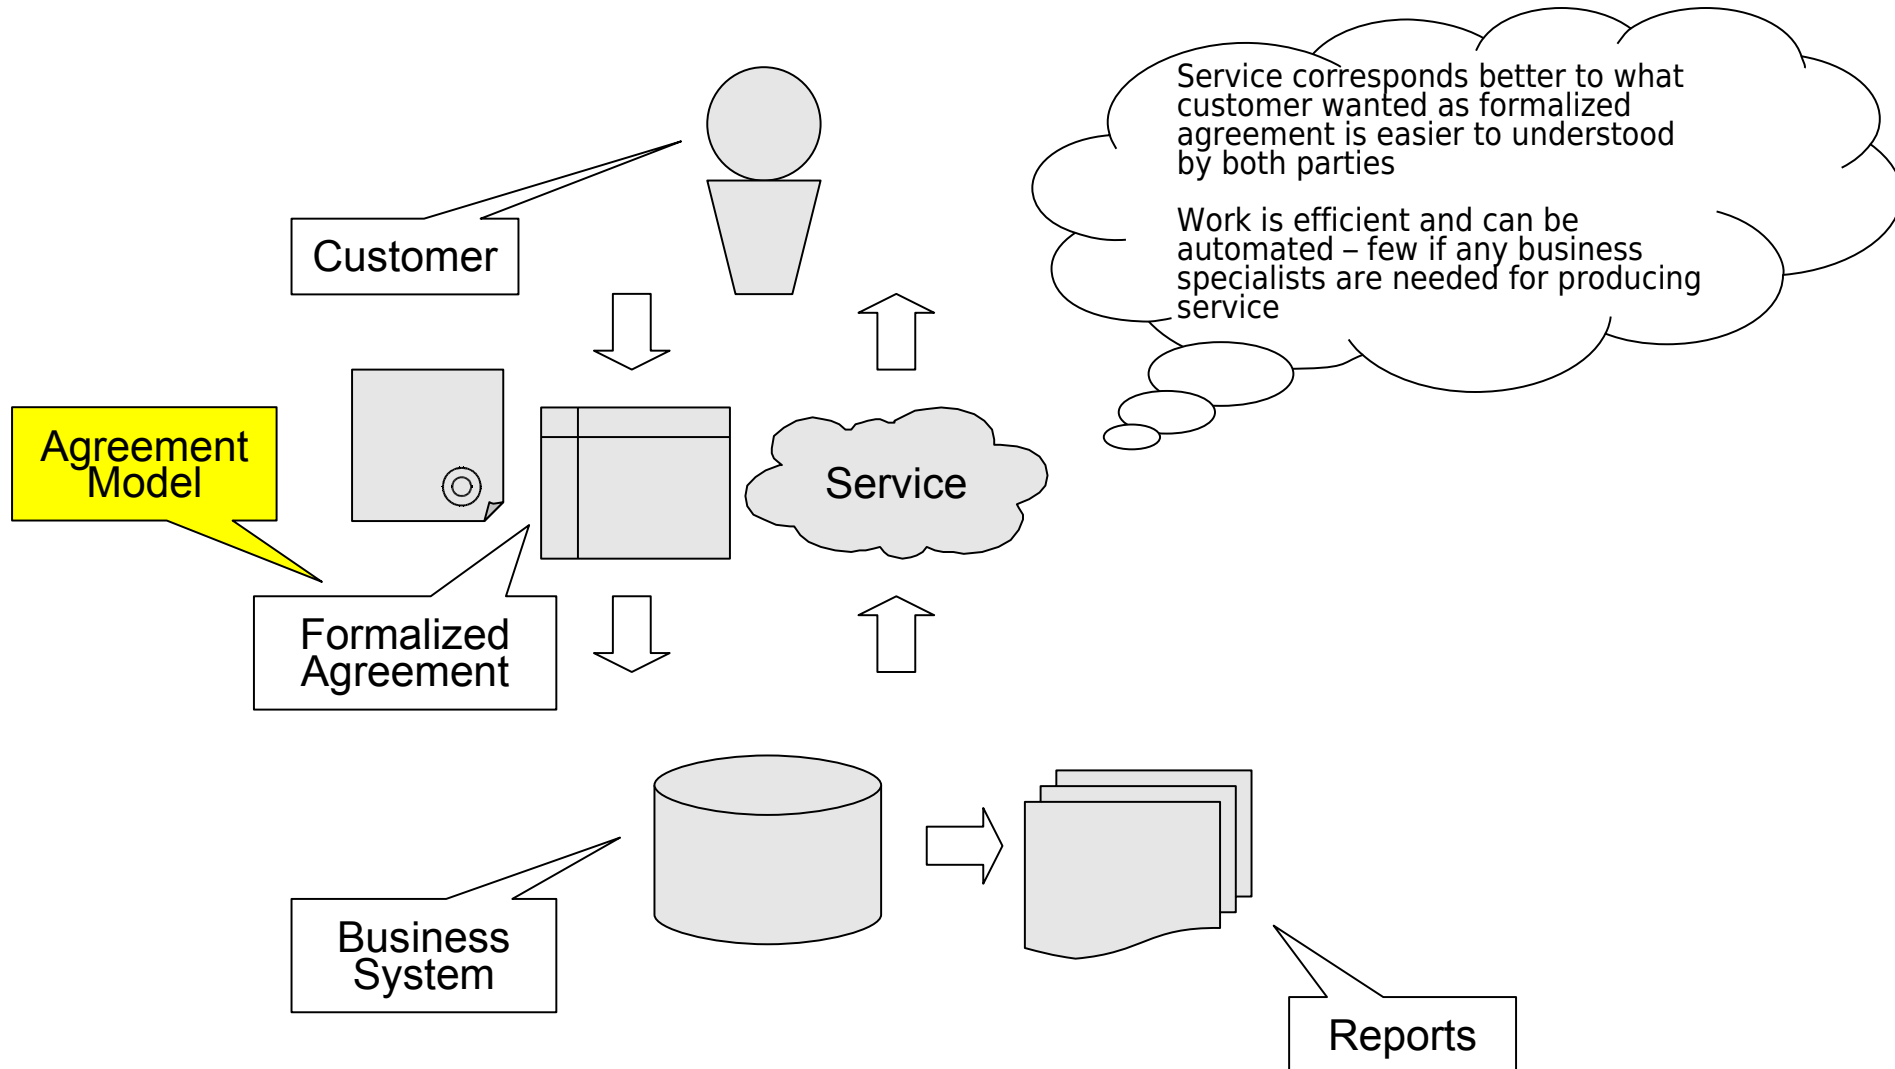 Service corresponds better to what
customer wanted as formalized
agreement is easier to understood
by both parties
Work is efficient and can be
automated – few if any business
specialists are needed for producing
service
Customer
Agreement
Model
Service
Formalized
Agreement
Business
System
Reports